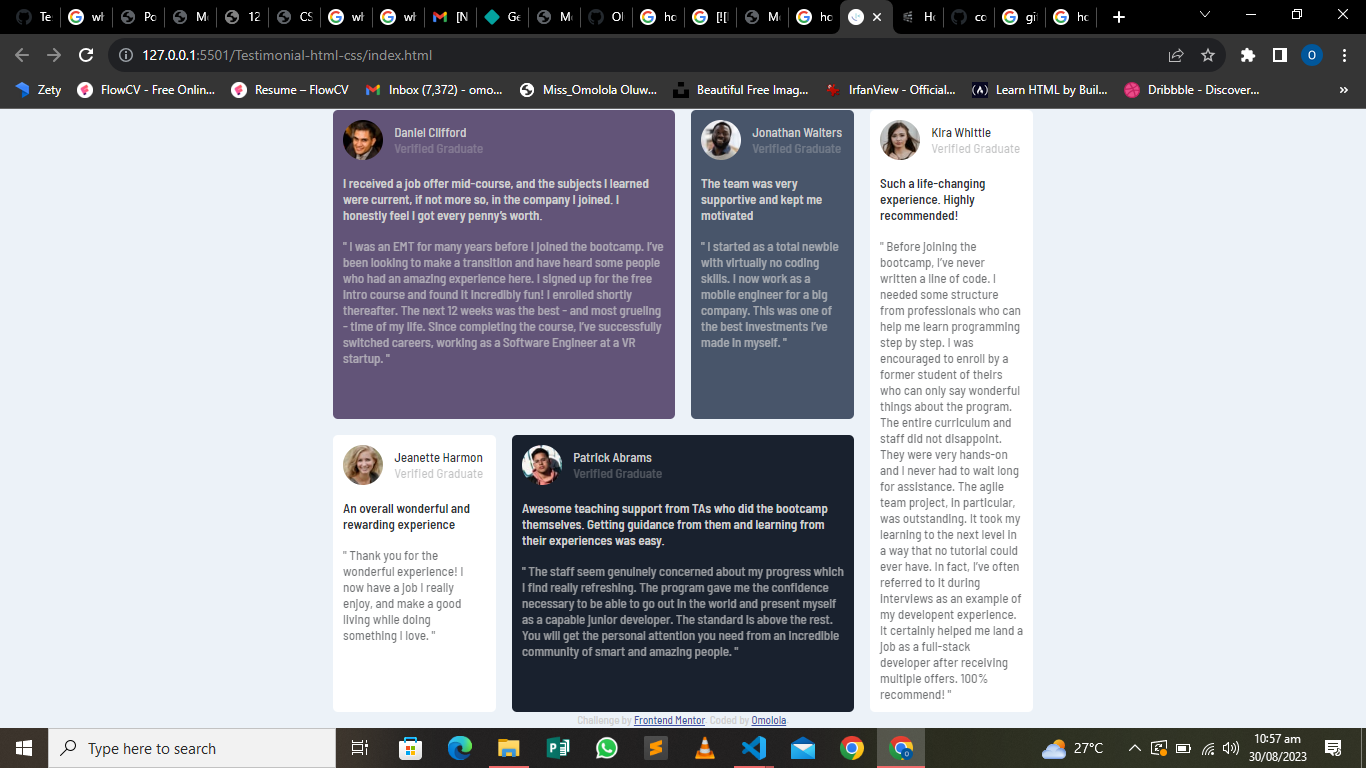 Te
wh
Po
Mo
12
CS
wh
wh
[N
Ge
Mo
Ol
ho
[![
Mo
ho
Ho
co
git
ho
127.0.0.1:5501/Testimonial-html-css/index.html
O
Zety
FlowCV - Free Onlin...
Resume – FlowCV
Inbox (7,372) - omo...
Miss_Omolola Oluw...
Beautiful Free Imag...
IrfanView - Official...
Learn HTML by Buil...
Dribbble - Discover...
»
Daniel Clifford
Verified Graduate
I received a job offer mid-course, and the subjects I learned
were current, if not more so, in the company I joined. I
honestly feel I got every penny's worth.
" I was an EMT for many years before I joined the bootcamp. I've
been looking to make a transition and have heard some people
who had an amazing experience here. I signed up for the free
intro course and found it incredibly fun! I enrolled shortly
thereafter. The next 12 weeks was the best - and most grueling
- time of my life. Since completing the course, I've successfully
switched careers, working as a Software Engineer at a VR
startup. "
Jonathan Walters
Verified Graduate
The team was very
supportive and kept me
motivated
" I started as a total newbie
with virtually no coding
skills. I now work as a
mobile engineer for a big
company. This was one of
the best investments I've
made in myself. "
Kira Whittle
Verified Graduate
Such a life-changing
experience. Highly
recommended!
" Before joining the
bootcamp, I've never
written a line of code. I
needed some structure
from professionals who can
help me learn programming
step by step. I was
encouraged to enroll by a
former student of theirs
who can only say wonderful
things about the program.
The entire curriculum and
staff did not disappoint.
They were very hands-on
and I never had to wait long
for assistance. The agile
team project, in particular,
was outstanding. It took my
learning to the next level in
a way that no tutorial could
ever have. In fact, I've often
referred to it during
interviews as an example of
my developent experience.
It certainly helped me land a
job as a full-stack
developer after receiving
multiple offers. 100%
recommend! "
Jeanette Harmon
Verified Graduate
An overall wonderful and
rewarding experience
" Thank you for the
wonderful experience! I
now have a job I really
enjoy, and make a good
living while doing
something I love. "
Patrick Abrams
Verified Graduate
Awesome teaching support from TAs who did the bootcamp
themselves. Getting guidance from them and learning from
their experiences was easy.
" The staff seem genuinely concerned about my progress which
I find really refreshing. The program gave me the confidence
necessary to be able to go out in the world and present myself
as a capable junior developer. The standard is above the rest.
You will get the personal attention you need from an incredible
community of smart and amazing people. "
Challenge by Frontend Mentor. Coded by Omolola.
Type here to search
27°C
10:57 am
30/08/2023